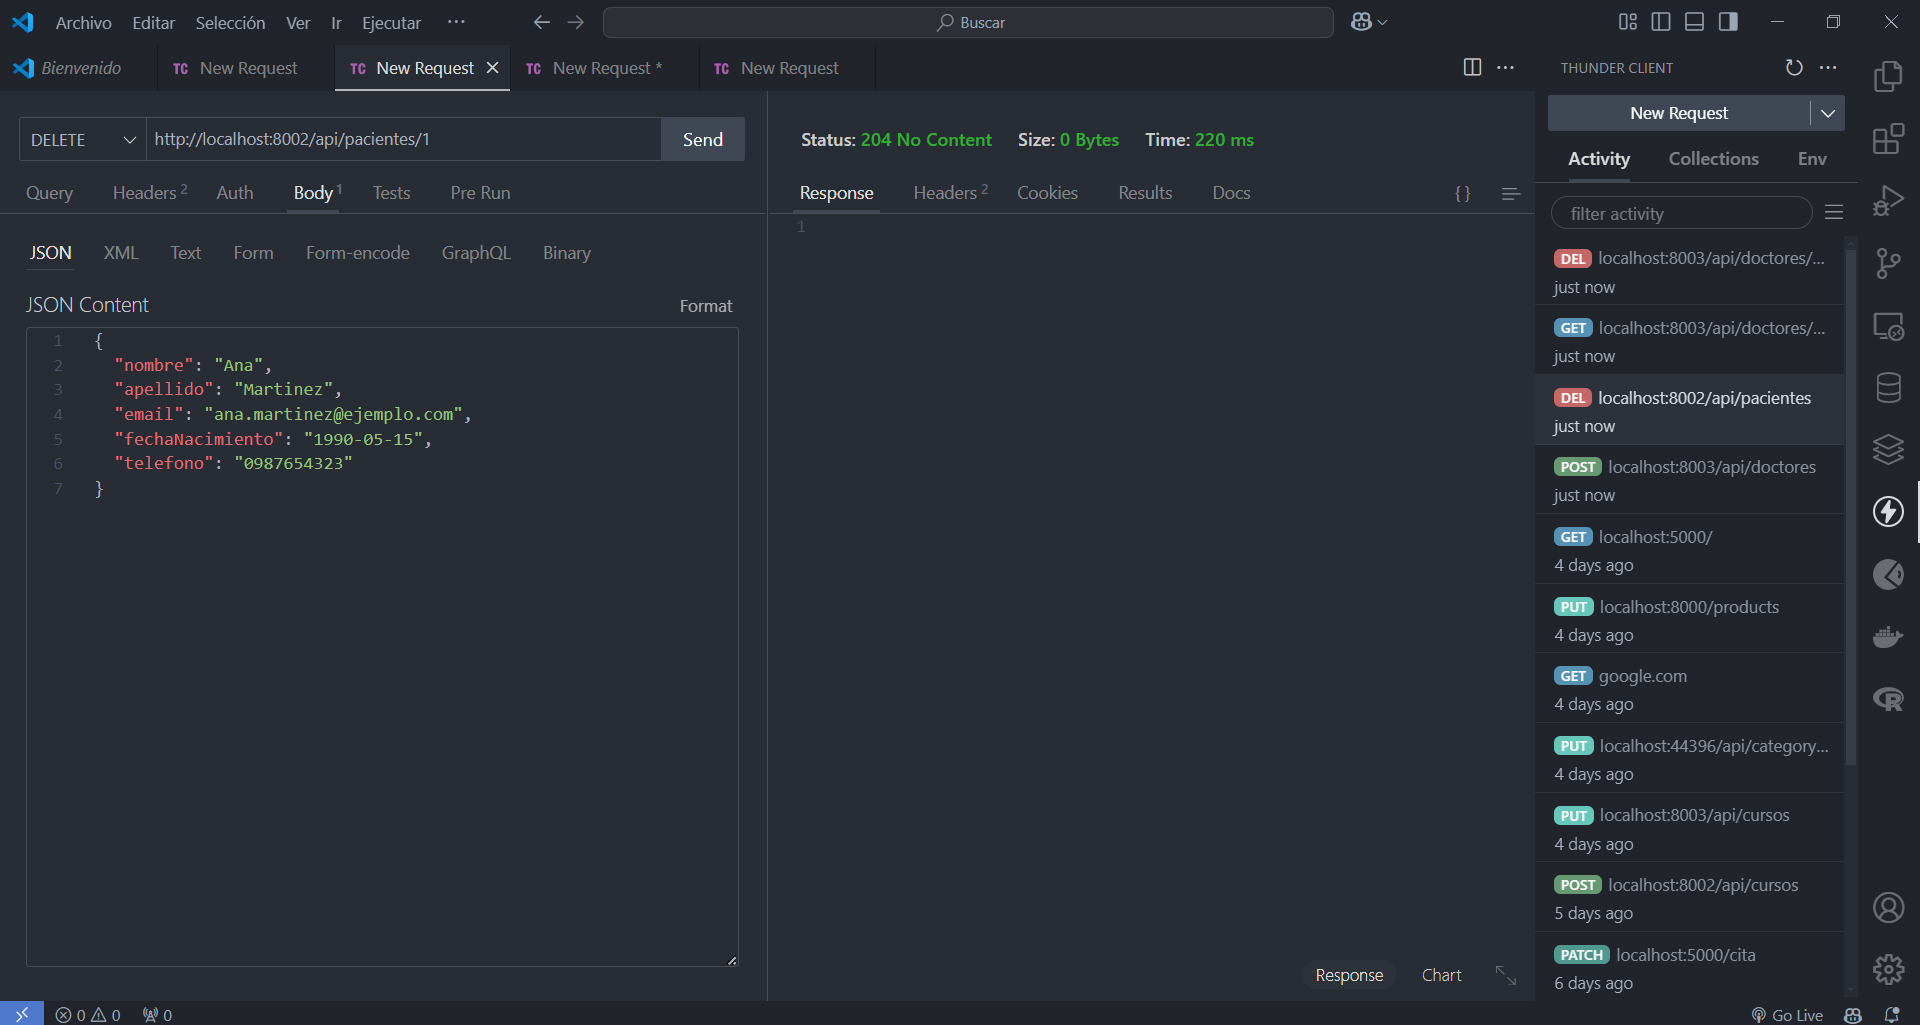 Archivo Editar Selección Ver Ir Ejecutar ···
Buscar
Bienvenido
TC New Request
TC New Request
TC New Request *
TC New Request
DELETE
http://localhost:8002/api/pacientes/1
Send
Query Headers 2 Auth Body 1 Tests Pre Run
JSON XML Text Form Form-encode GraphQL Binary
JSON Content
Format
1 {
2 "nombre": "Ana",
3 "apellido": "Martinez",
4 "email": "ana.martinez@ejemplo.com",
5 "fechaNacimiento": "1990-05-15",
6 "telefono": "0987654323"
7 }
Status: 204 No Content Size: 0 Bytes Time: 220 ms
Response Headers 2 Cookies Results Docs { }
1
Response Chart
THUNDER CLIENT
New Request
Activity Collections Env
filter activity
DEL localhost:8003/api/doctores/...
just now
GET localhost:8003/api/doctores/...
just now
DEL localhost:8002/api/pacientes
just now
POST localhost:8003/api/doctores
just now
GET localhost:5000/
4 days ago
PUT localhost:8000/products
4 days ago
GET google.com
4 days ago
PUT localhost:44396/api/category...
4 days ago
PUT localhost:8003/api/cursos
4 days ago
POST localhost:8002/api/cursos
5 days ago
PATCH localhost:5000/cita
6 days ago
0 0 0
Go Live